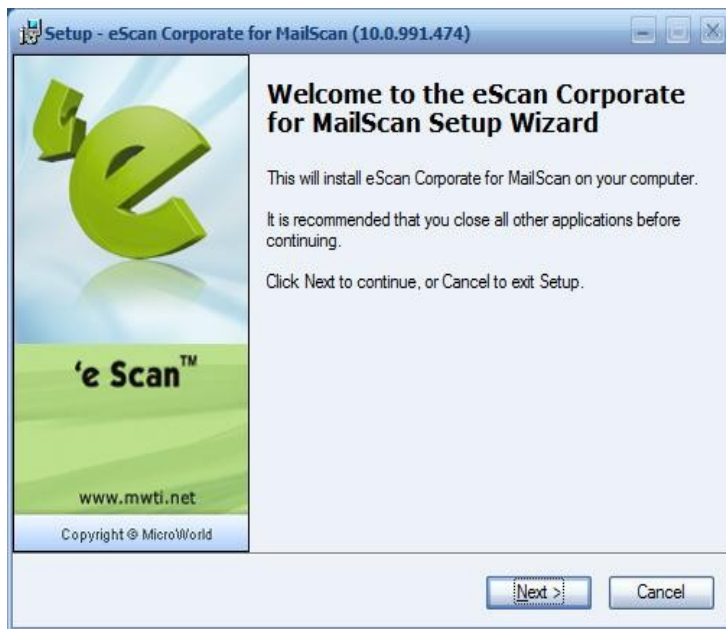 Setup - eScan Corporate for MailScan (10.0.991.474)
Welcome to the eScan Corporate
for MailScan Setup Wizard
This will install eScan Corporate for MailScan on your computer.
It is recommended that you close all other applications before
continuing.
Click Next to continue, or Cancel to exit Setup.
‘e Scan™
www.mwti.net
Copyright © MicroWorld
Next >
Cancel